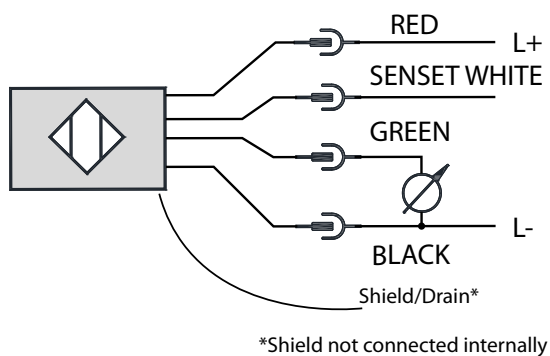 RED
L+
SENSET WHITE
GREEN
L-
BLACK
Shield/Drain*
*Shield not connected internally